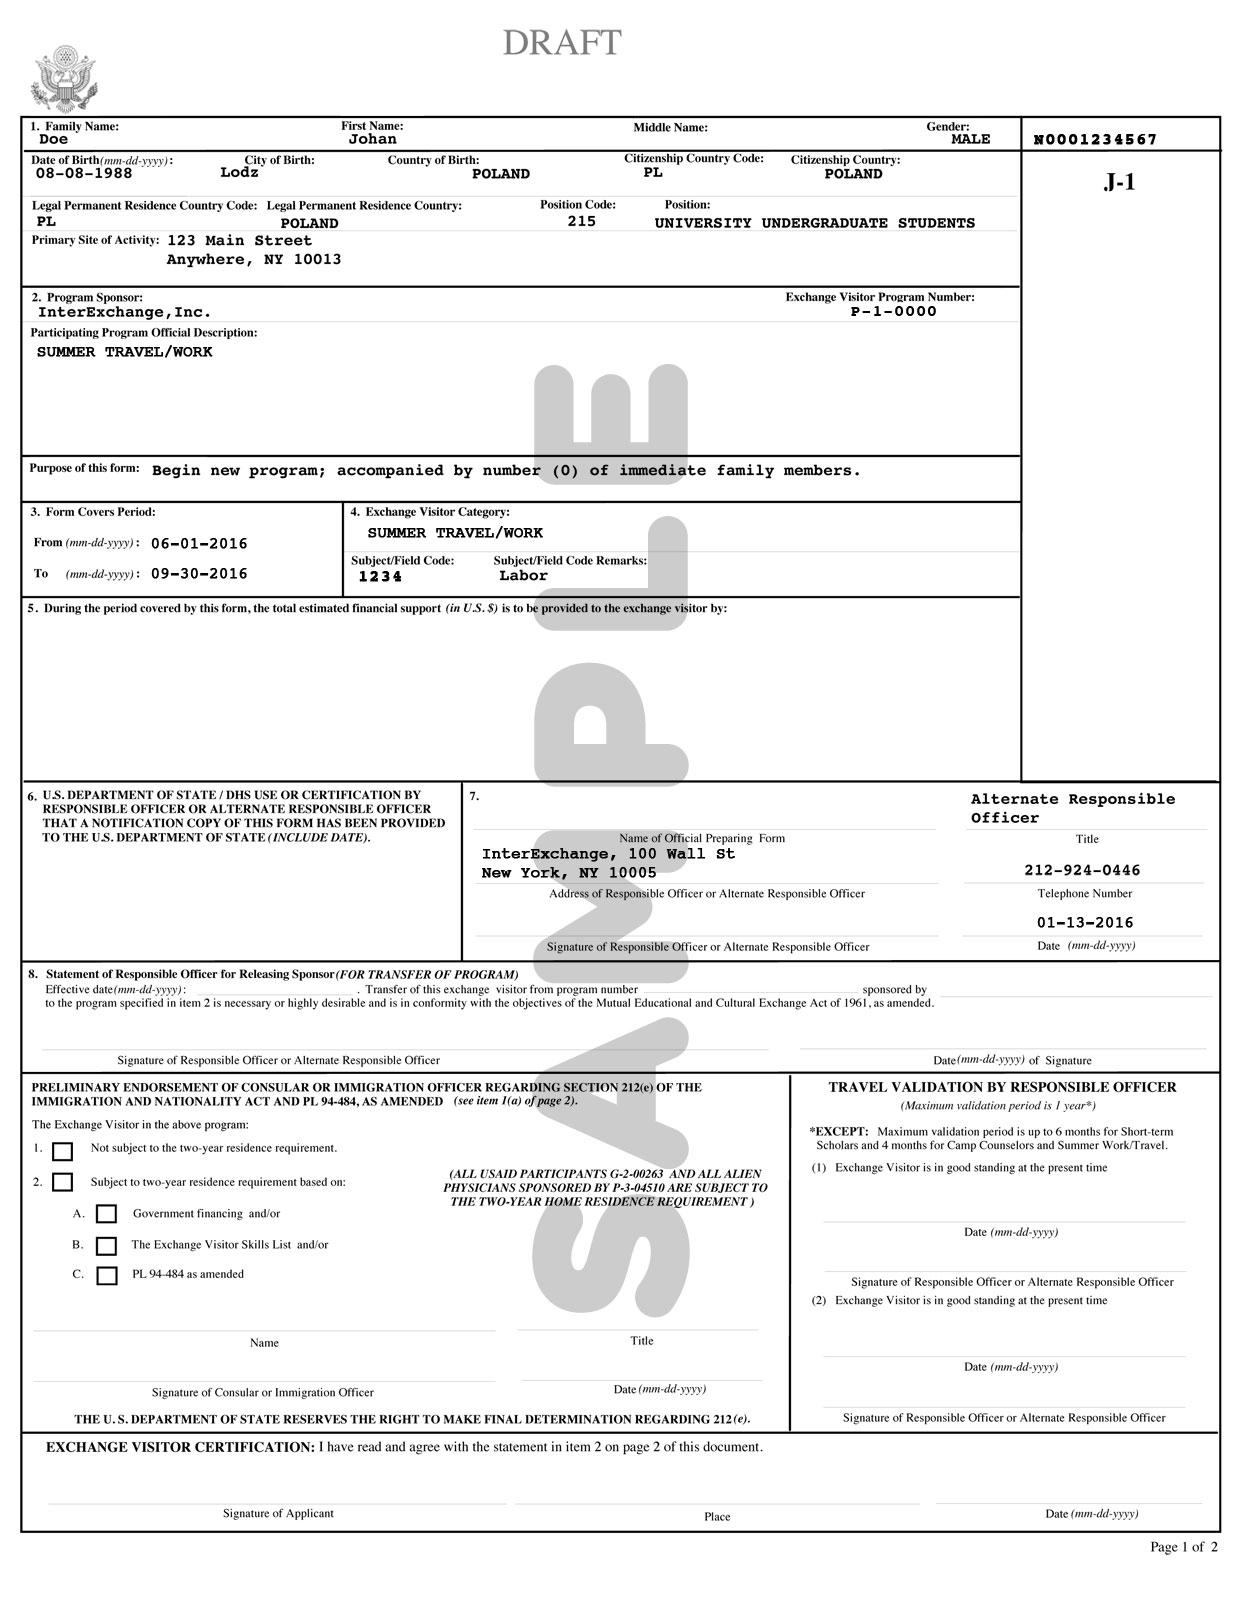 DRAFT
1. Family Name: First Name: Middle Name: Gender:
Doe Johan MALE N0001234567
Date of Birth(mm-dd-yyyy): City of Birth: Country of Birth: Citizenship Country Code: Citizenship Country:
08-08-1988 Lodz POLAND PL POLAND
J-1
Legal Permanent Residence Country Code: Legal Permanent Residence Country: Position Code: Position:
PL POLAND 215 UNIVERSITY UNDERGRADUATE STUDENTS
Primary Site of Activity: 123 Main Street
Anywhere, NY 10013
2. Program Sponsor: Exchange Visitor Program Number:
InterExchange,Inc. P-1-0000
Participating Program Official Description:
SUMMER TRAVEL/WORK
Purpose of this form: Begin new program; accompanied by number (0) of immediate family members.
3. Form Covers Period:
From (mm-dd-yyyy): 06-01-2016
To (mm-dd-yyyy): 09-30-2016
4. Exchange Visitor Category:
SUMMER TRAVEL/WORK
Subject/Field Code: Subject/Field Code Remarks:
1234 Labor
5. During the period covered by this form, the total estimated financial support (in U.S. $) is to be provided to the exchange visitor by:
6. U.S. DEPARTMENT OF STATE / DHS USE OR CERTIFICATION BY
RESPONSIBLE OFFICER OR ALTERNATE RESPONSIBLE OFFICER
THAT A NOTIFICATION COPY OF THIS FORM HAS BEEN PROVIDED
TO THE U.S. DEPARTMENT OF STATE (INCLUDE DATE).
7.
Alternate Responsible
Officer
Name of Official Preparing Form Title
InterExchange, 100 Wall St
New York, NY 10005 212-924-0446
Address of Responsible Officer or Alternate Responsible Officer Telephone Number
01-13-2016
Signature of Responsible Officer or Alternate Responsible Officer Date (mm-dd-yyyy)
8. Statement of Responsible Officer for Releasing Sponsor(FOR TRANSFER OF PROGRAM)
Effective date(mm-dd-yyyy): . Transfer of this exchange visitor from program number sponsored by
to the program specified in item 2 is necessary or highly desirable and is in conformity with the objectives of the Mutual Educational and Cultural Exchange Act of 1961, as amended.
Signature of Responsible Officer or Alternate Responsible Officer Date(mm-dd-yyyy) of Signature
PRELIMINARY ENDORSEMENT OF CONSULAR OR IMMIGRATION OFFICER REGARDING SECTION 212(e) OF THE
IMMIGRATION AND NATIONALITY ACT AND PL 94-484, AS AMENDED (see item 1(a) of page 2).
The Exchange Visitor in the above program:
1. Not subject to the two-year residence requirement.
2. Subject to two-year residence requirement based on:
A. Government financing and/or
B. The Exchange Visitor Skills List and/or
C. PL 94-484 as amended
(ALL USAID PARTICIPANTS G-2-00263 AND ALL ALIEN
PHYSICIANS SPONSORED BY P-3-04510 ARE SUBJECT TO
THE TWO-YEAR HOME RESIDENCE REQUIREMENT )
Name Title
Signature of Consular or Immigration Officer Date (mm-dd-yyyy)
THE U. S. DEPARTMENT OF STATE RESERVES THE RIGHT TO MAKE FINAL DETERMINATION REGARDING 212 (e).
TRAVEL VALIDATION BY RESPONSIBLE OFFICER
(Maximum validation period is 1 year*)
*EXCEPT: Maximum validation period is up to 6 months for Short-term
Scholars and 4 months for Camp Counselors and Summer Work/Travel.
(1) Exchange Visitor is in good standing at the present time
Date (mm-dd-yyyy)
Signature of Responsible Officer or Alternate Responsible Officer
(2) Exchange Visitor is in good standing at the present time
Date (mm-dd-yyyy)
Signature of Responsible Officer or Alternate Responsible Officer
EXCHANGE VISITOR CERTIFICATION: I have read and agree with the statement in item 2 on page 2 of this document.
Signature of Applicant Place Date (mm-dd-yyyy)
Page 1 of 2
SAMPLE